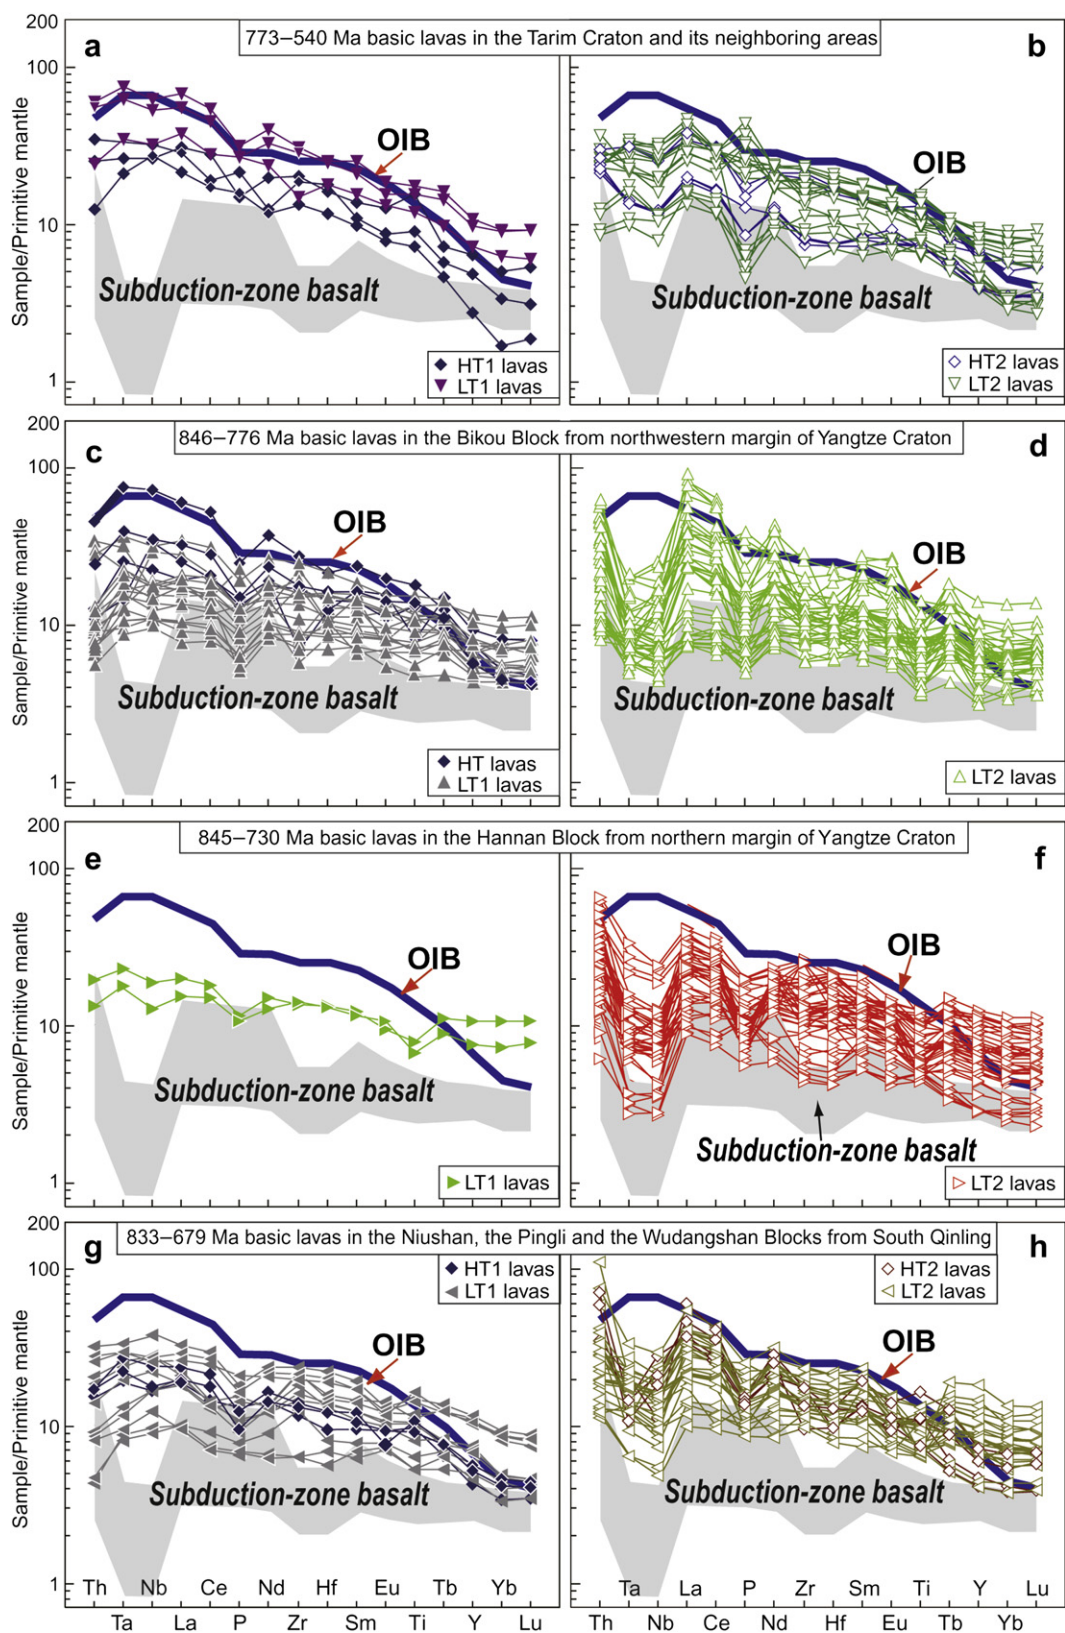 773–540 Ma basic lavas in the Tarim Craton and its neighboring areas
a
b
200
100
10
1
Sample/Primitive mantle
OIB
OIB
Subduction-zone basalt
Subduction-zone basalt
HT1 lavas
LT1 lavas
HT2 lavas
LT2 lavas
846–776 Ma basic lavas in the Bikou Block from northwestern margin of Yangtze Craton
c
d
200
100
10
1
Sample/Primitive mantle
OIB
OIB
Subduction-zone basalt
Subduction-zone basalt
HT lavas
LT1 lavas
LT2 lavas
845–730 Ma basic lavas in the Hannan Block from northern margin of Yangtze Craton
e
f
200
100
10
1
Sample/Primitive mantle
OIB
OIB
Subduction-zone basalt
Subduction-zone basalt
LT1 lavas
LT2 lavas
833–679 Ma basic lavas in the Niushan, the Pingli and the Wudangshan Blocks from South Qinling
g
h
200
100
10
1
Sample/Primitive mantle
HT1 lavas
LT1 lavas
HT2 lavas
LT2 lavas
OIB
OIB
Subduction-zone basalt
Subduction-zone basalt
Th Nb Ce Nd Hf Eu Tb Yb
Ta La P Zr Sm Ti Y Lu
Ta La P Zr Sm Ti Y Lu
Th Nb Ce Nd Hf Eu Tb Yb